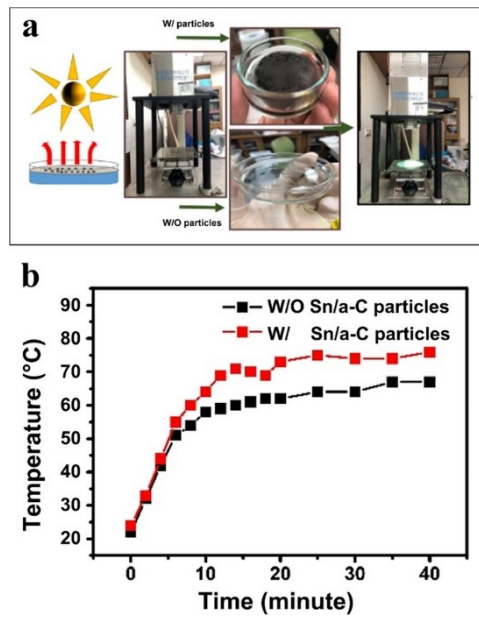 a
W/ particles
W/O particles
b
W/O Sn/a-C particles
W/ Sn/a-C particles
Temperature (°C)
90
80
70
60
50
40
30
20
0
10
20
30
40
Time (minute)